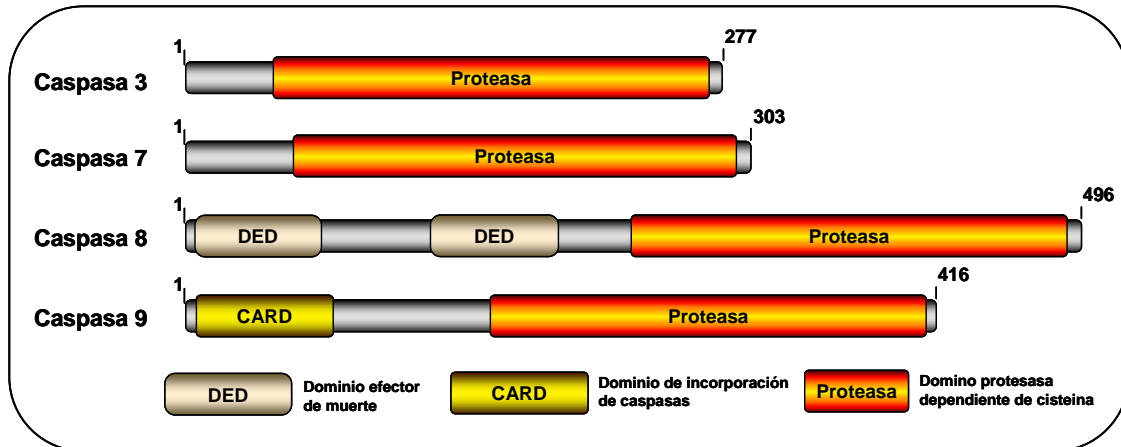 1
277
Caspasa 3
Proteasa
1
303
Caspasa 7
Proteasa
1
496
Caspasa 8
DED
DED
Proteasa
1
416
Caspasa 9
CARD
Proteasa
DED
Dominio efector
de muerte
CARD
Dominio de incorporación
de caspasas
Proteasa
Domino protesasa
dependiente de cisteina